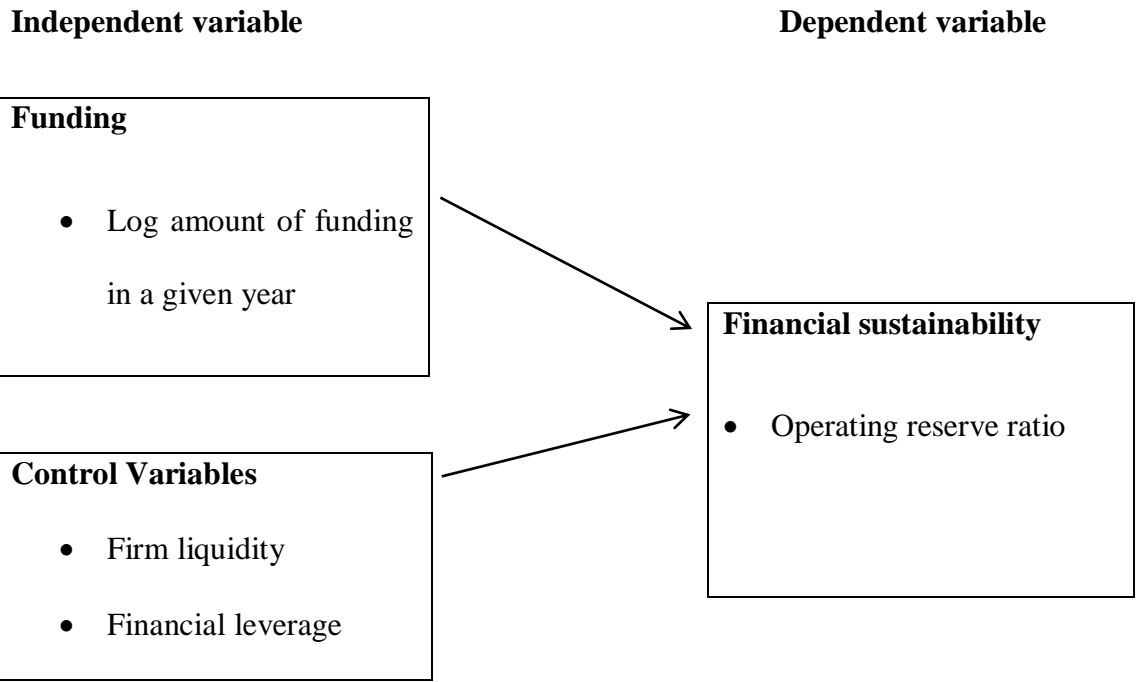 Independent variable
Dependent variable
Funding
• Log amount of funding
in a given year
Financial sustainability
• Operating reserve ratio
Control Variables
• Firm liquidity
• Financial leverage